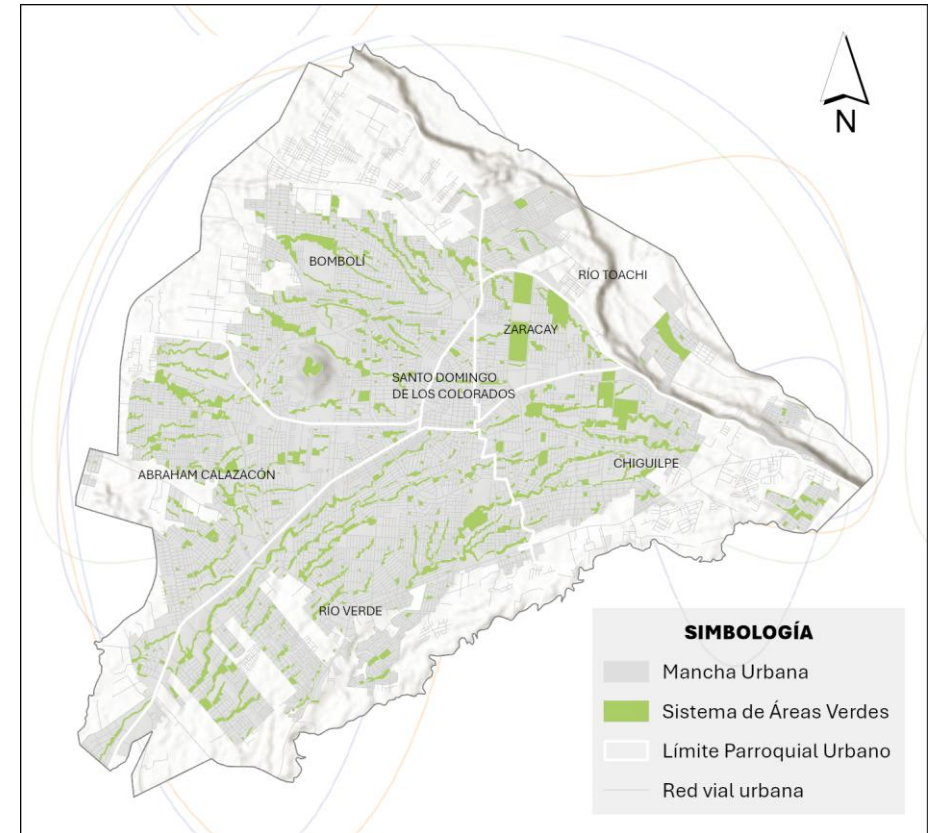 N
BOMBOLÍ
RÍO TOACHI
ZARACAY
SANTO DOMINGO
DE LOS COLORADOS
CHIGUILPE
ABRAHAM CALAZACÓN
RÍO VERDE
SIMBOLOGÍA
Mancha Urbana
Sistema de Áreas Verdes
Límite Parroquial Urbano
Red vial urbana